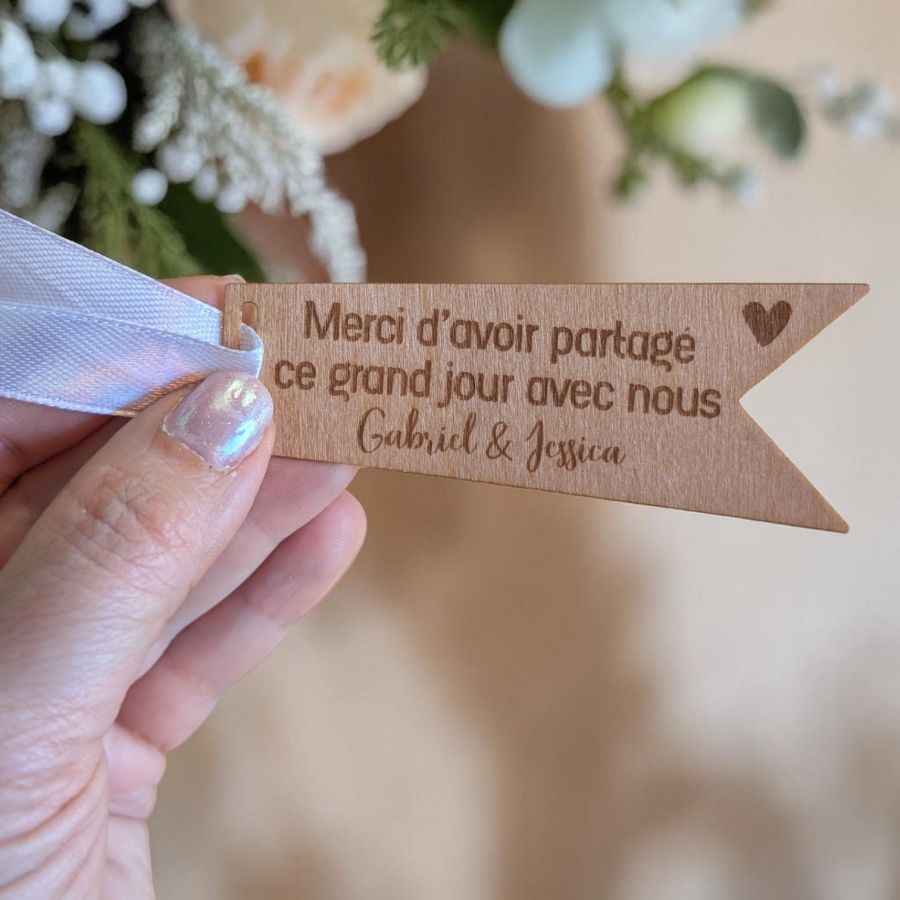 Merci d'avoir partagé
ce grand jour avec nous
Gabriel & Jessica